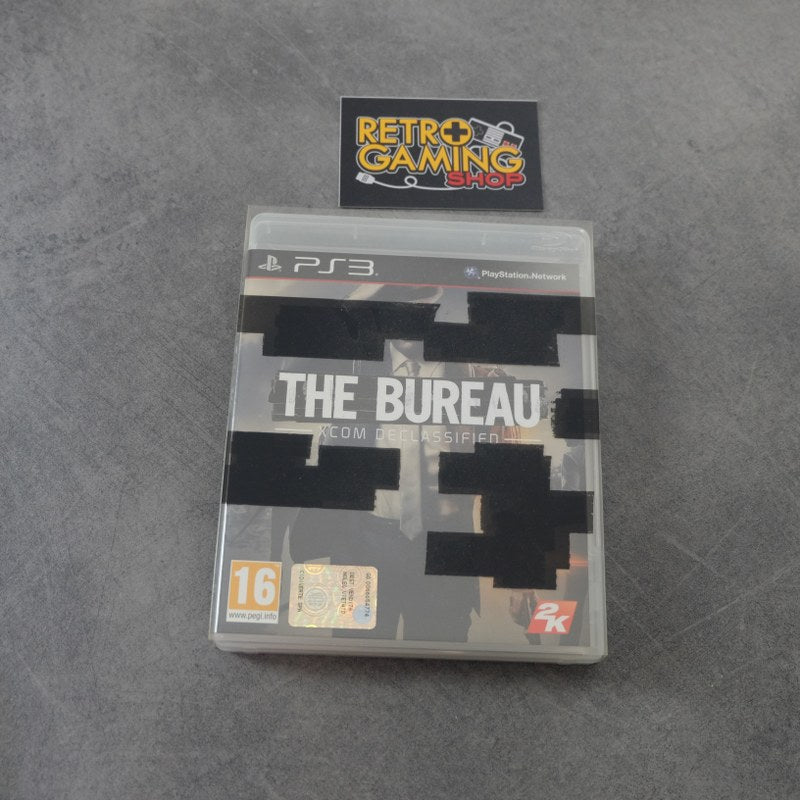 RETRO
GAMING
SHOP
PS3
PlayStation®Network
THE BUREAU
XCOM DECLASSIFIED
16
www.pegi.info
2K